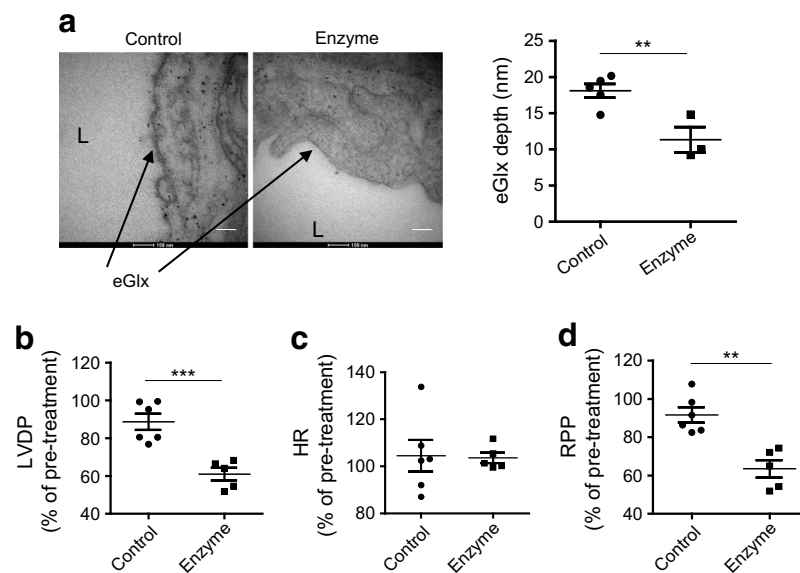 a
Control
Enzyme
L
L
100 nm
100 nm
eGlx
eGlx depth (nm)
25
20
15
10
5
0
**
Control
Enzyme
b
LVDP
(% of pre-treatment)
120
100
80
60
40
***
Control
Enzyme
c
HR
(% of pre-treatment)
140
120
100
80
Control
Enzyme
d
RPP
(% of pre-treatment)
120
100
80
60
40
**
Control
Enzyme